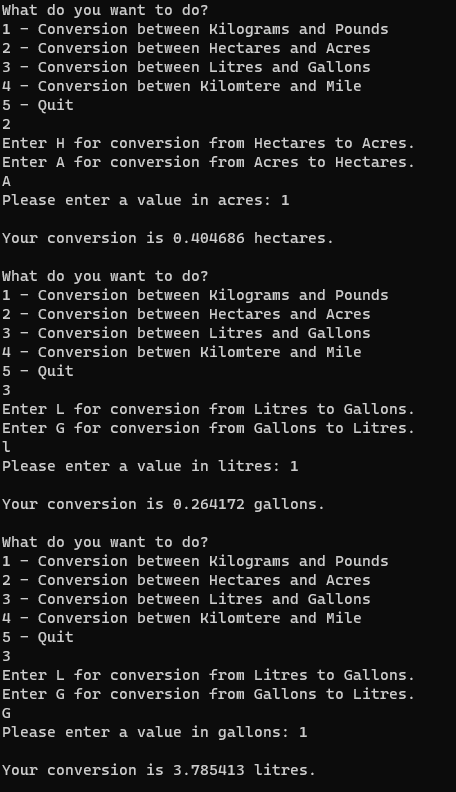 What do you want to do?
1 - Conversion between Kilograms and Pounds
2 - Conversion between Hectares and Acres
3 - Conversion between Litres and Gallons
4 - Conversion betwen Kilomtere and Mile
5 - Quit
2
Enter H for conversion from Hectares to Acres.
Enter A for conversion from Acres to Hectares.
A
Please enter a value in acres: 1
Your conversion is 0.404686 hectares.
What do you want to do?
1 - Conversion between Kilograms and Pounds
2 - Conversion between Hectares and Acres
3 - Conversion between Litres and Gallons
4 - Conversion betwen Kilomtere and Mile
5 - Quit
3
Enter L for conversion from Litres to Gallons.
Enter G for conversion from Gallons to Litres.
l
Please enter a value in litres: 1
Your conversion is 0.264172 gallons.
What do you want to do?
1 - Conversion between Kilograms and Pounds
2 - Conversion between Hectares and Acres
3 - Conversion between Litres and Gallons
4 - Conversion betwen Kilomtere and Mile
5 - Quit
3
Enter L for conversion from Litres to Gallons.
Enter G for conversion from Gallons to Litres.
G
Please enter a value in gallons: 1
Your conversion is 3.785413 litres.